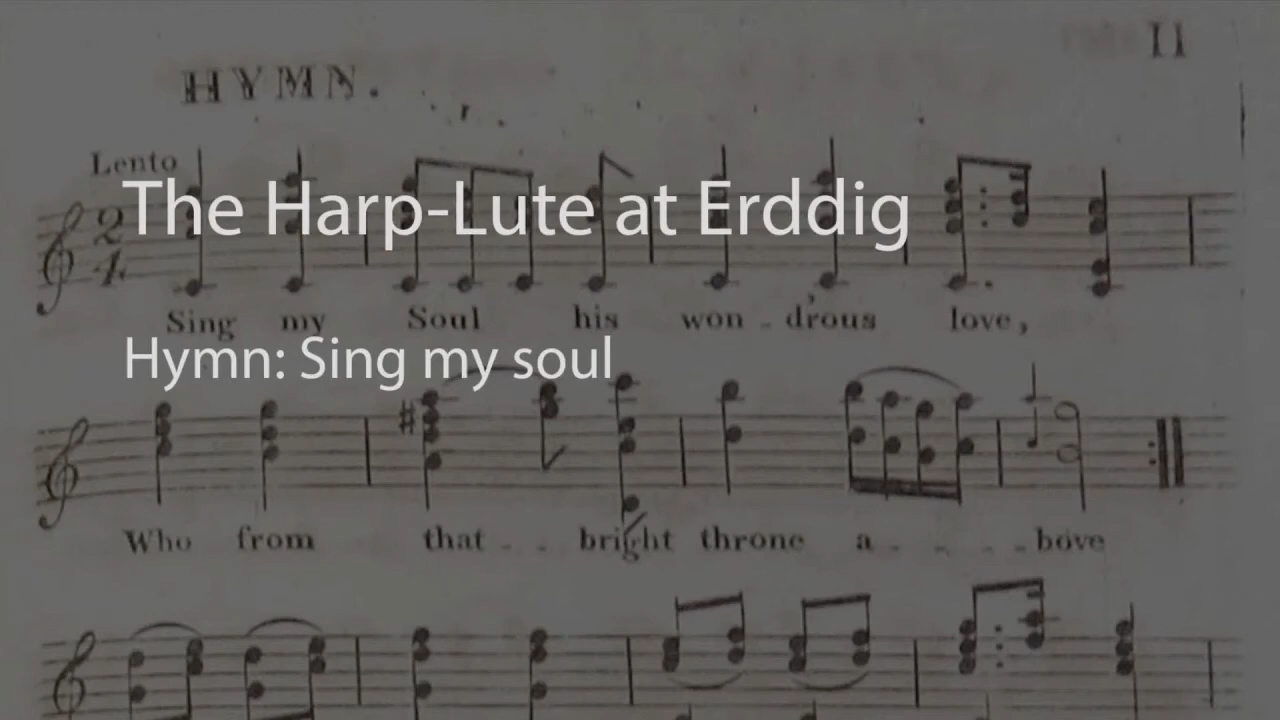 11
HYMN.
Lento
The Harp-Lute at Erddig
2
4
Sing my Soul his won - drous love,
Hymn: Sing my soul
Who from that - - bright throne a - - - - bove